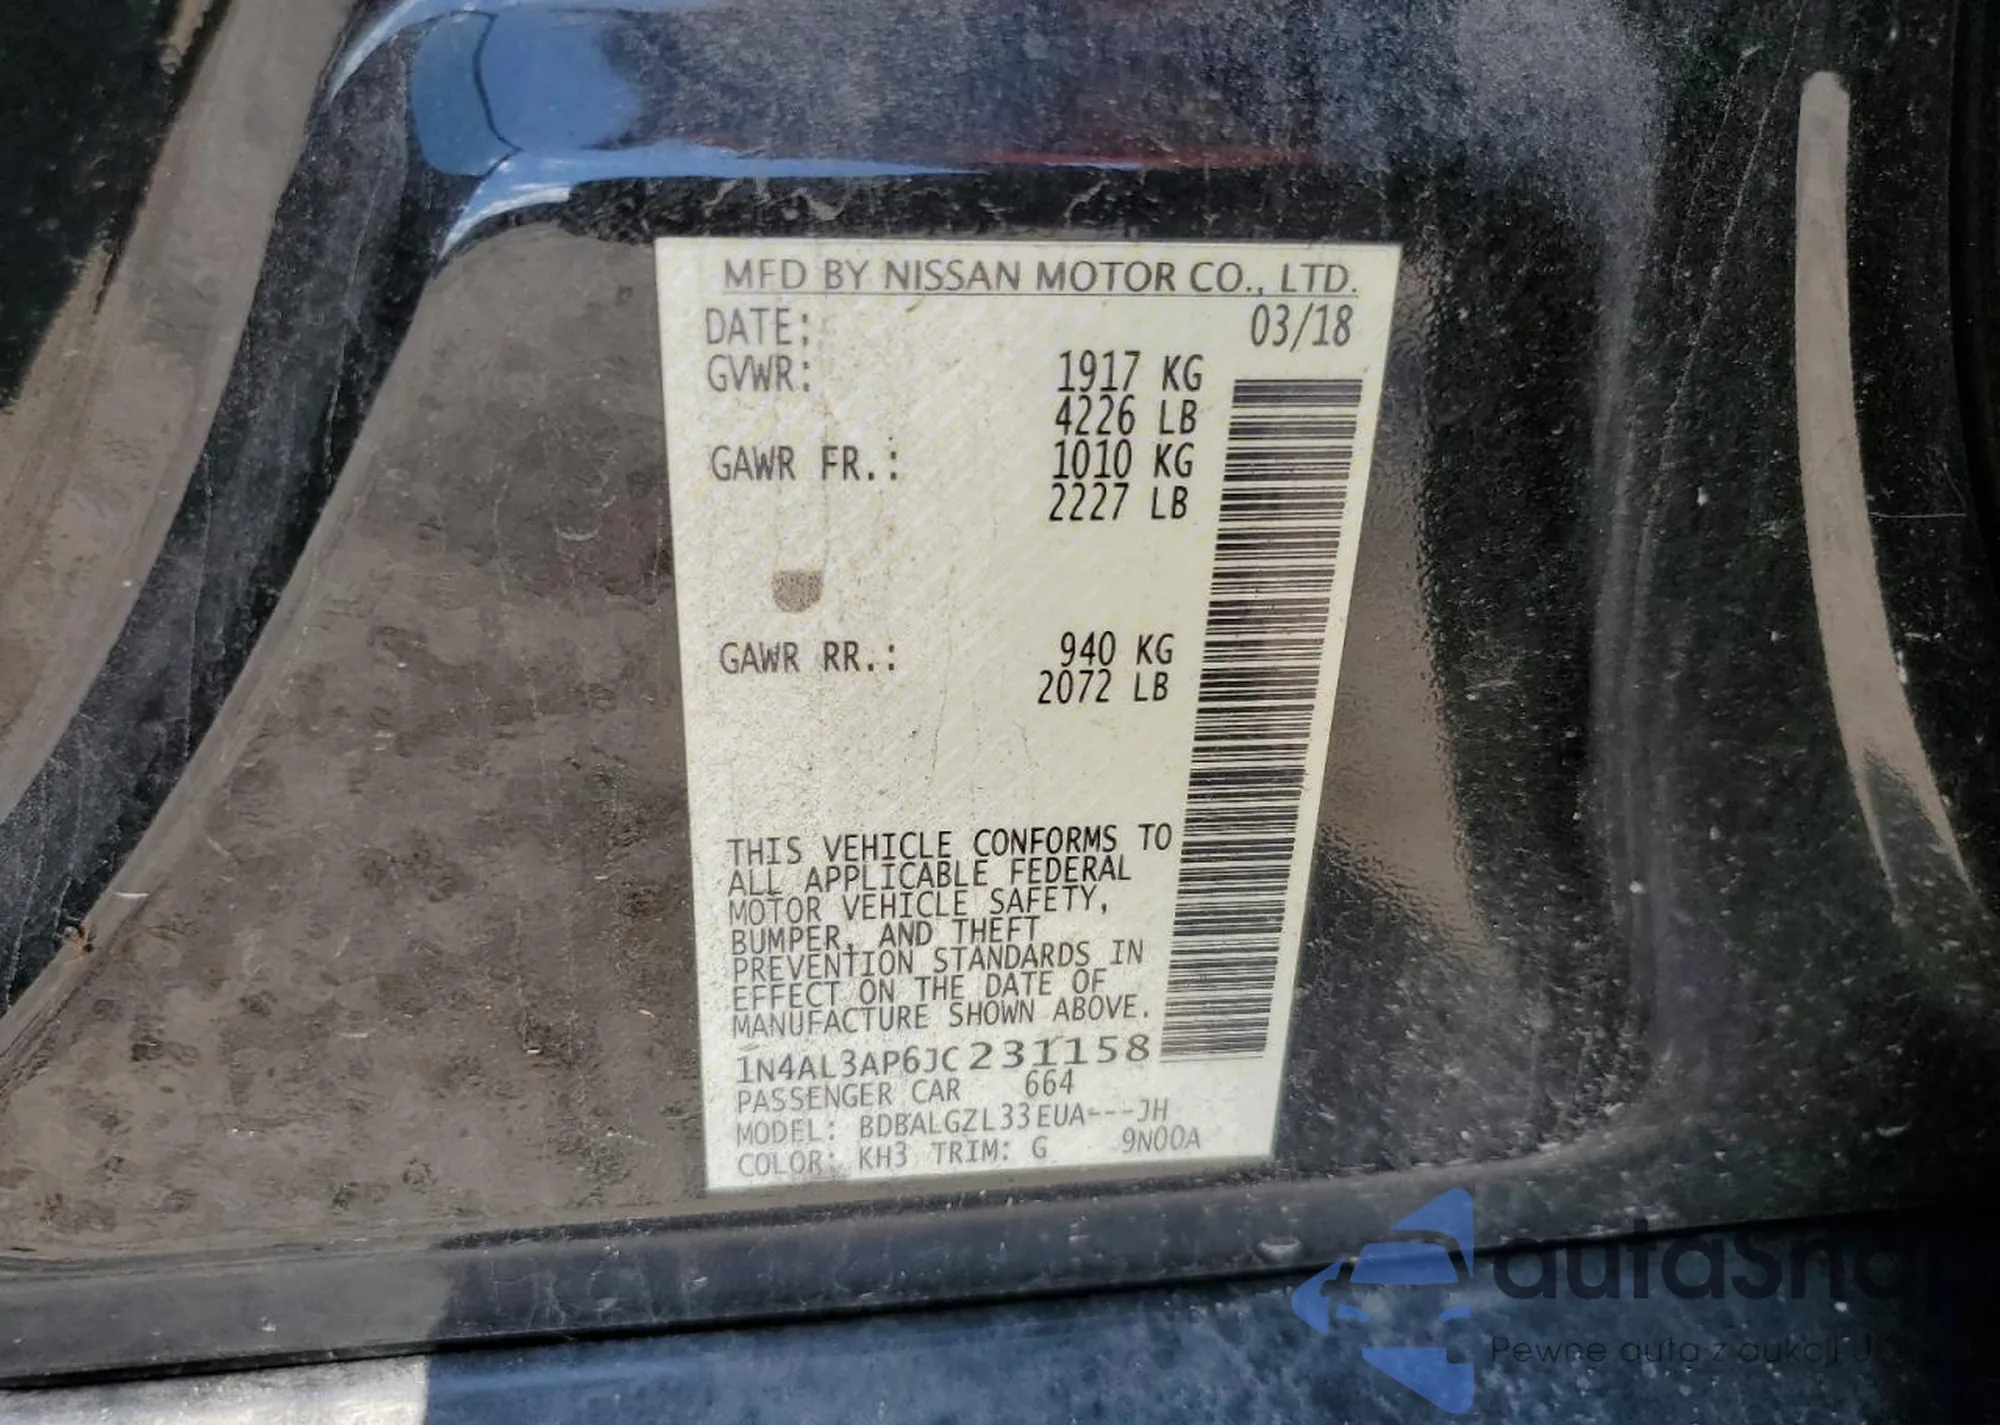 MFD BY NISSAN MOTOR CO., LTD.
DATE: 03/18
GVWR: 1917 KG
4226 LB
GAWR FR.: 1010 KG
2227 LB
GAWR RR.: 940 KG
2072 LB
THIS VEHICLE CONFORMS TO
ALL APPLICABLE FEDERAL
MOTOR VEHICLE SAFETY,
BUMPER, AND THEFT
PREVENTION STANDARDS IN
EFFECT ON THE DATE OF
MANUFACTURE SHOWN ABOVE.
1N4AL3AP6JC231158
PASSENGER CAR 664
MODEL: BDBALGZL33EUA---JH
COLOR: KH3 TRIM: G 9N00A
Pewne auta z aukcji